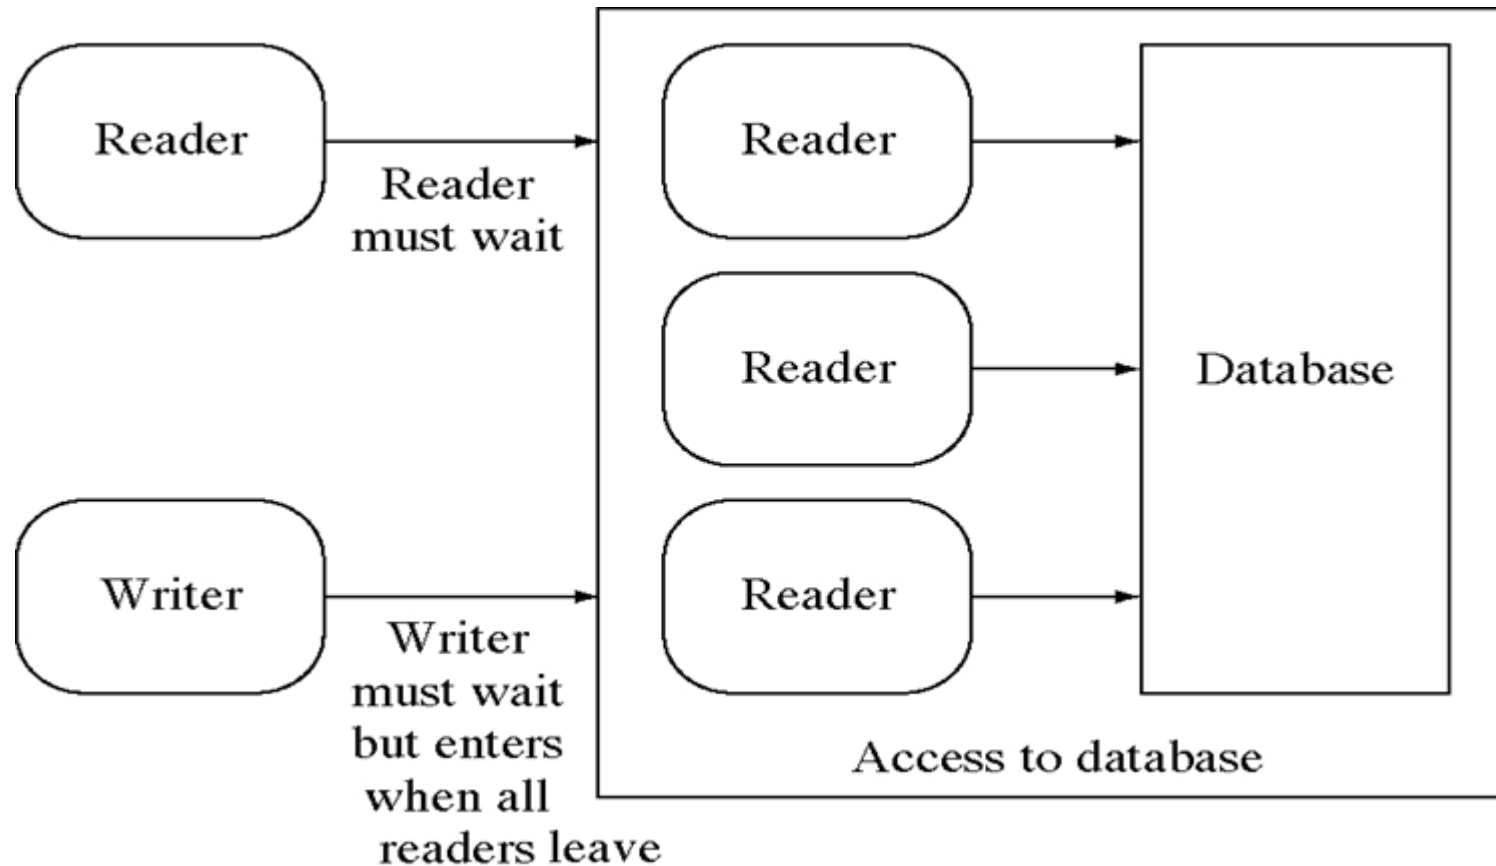 Reader
Reader
must wait
Reader
Reader
Database
Writer
Writer
must wait
but enters
when all
readers leave
Reader
Access to database